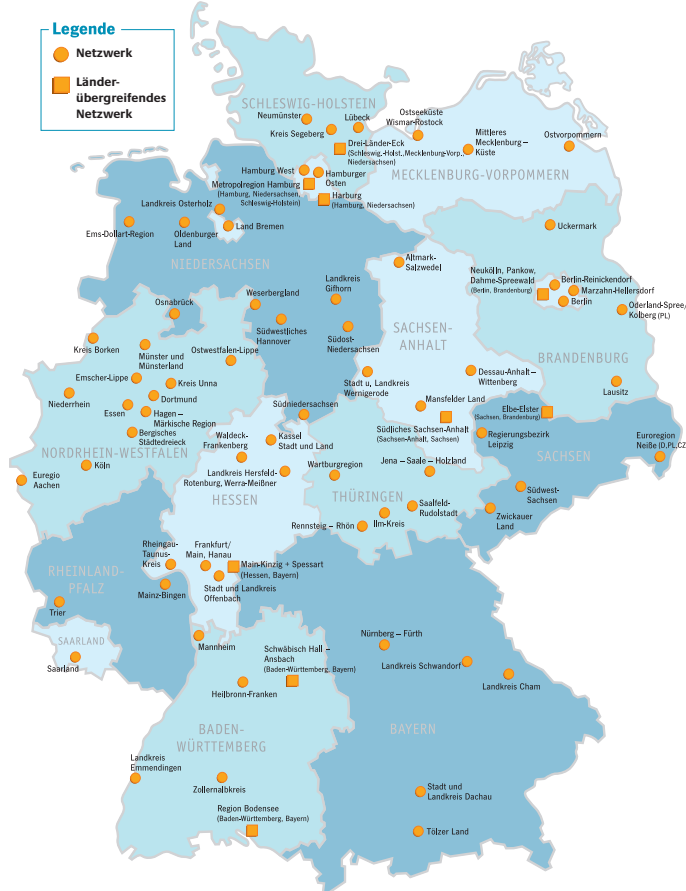 Legende
Netzwerk
Länder-
übergreifendes
Netzwerk
SCHLESWIG-HOLSTEIN
Neumünster
Lübeck
Kreis Segeberg
Drei-Länder-Eck
(Schleswig.-Holst.,Mecklenburg-Vorp.,
Niedersachsen)
Ostseeküste
Wismar-Rostock
Mittleres
Mecklenburg –
Küste
Ostvorpommern
MECKLENBURG-VORPOMMERN
Hamburg West
Hamburger
Osten
Metropolregion Hamburg
(Hamburg, Niedersachsen,
Schleswig-Holstein)
Harburg
(Hamburg, Niedersachsen)
Landkreis Osterholz
Ems-Dollart-Region
Oldenburger
Land
Land Bremen
NIEDERSACHSEN
Uckermark
Altmark-
Salzwedel
Neukölln, Pankow,
Dahme-Spreewald
(Berlin, Brandenburg)
Berlin-Reinickendorf
Marzahn-Hellersdorf
Berlin
Oderland-Spree/
Kolberg (PL)
Landkreis
Gifhorn
Weserbergland
Osnabrück
Südwestliches
Hannover
Südost-
Niedersachsen
SACHSEN-
ANHALT
BRANDENBURG
Kreis Borken
Münster und
Münsterland
Ostwestfalen-Lippe
Emscher-Lippe
Kreis Unna
Niederrhein
Dortmund
Essen
Hagen –
Märkische Region
Bergisches
Städtedreieck
Stadt u, Landkreis
Wernigerode
Dessau-Anhalt –
Wittenberg
Lausitz
Mansfelder Land
Elbe-Elster
(Sachsen, Brandenburg)
Südniedersachsen
Südliches Sachsen-Anhalt
(Sachsen-Anhalt, Sachsen)
Regierungsbezirk
Leipzig
SACHSEN
Euroregion
Neiße (D,PL,CZ
NORDRHEIN-WESTFALEN
Köln
Euregio
Aachen
Waldeck-
Frankenberg
Kassel
Stadt und Land
Landkreis Hersfeld-
Rotenburg, Werra-Meißner
HESSEN
Wartburgregion
Jena – Saale – Holzland
THÜRINGEN
Saalfeld-
Rudolstadt
Rennsteig – Rhön
Ilm-Kreis
Südwest-
Sachsen
Zwickauer
Land
RHEINLAND-
PFALZ
Rheingau-
Taunus-
Kreis
Frankfurt/
Main, Hanau
Main-Kinzig + Spessart
(Hessen, Bayern)
Mainz-Bingen
Stadt und Landkreis
Offenbach
Trier
SAARLAND
Saarland
Mannheim
Schwäbisch Hall –
Ansbach
(Baden-Württemberg, Bayern)
Heilbronn-Franken
Nürnberg – Fürth
Landkreis Schwandorf
Landkreis Cham
BADEN-
WÜRTTEMBERG
BAYERN
Landkreis
Emmendingen
Zollernalbkreis
Region Bodensee
(Baden-Württemberg, Bayern)
Stadt und
Landkreis Dachau
Tölzer Land